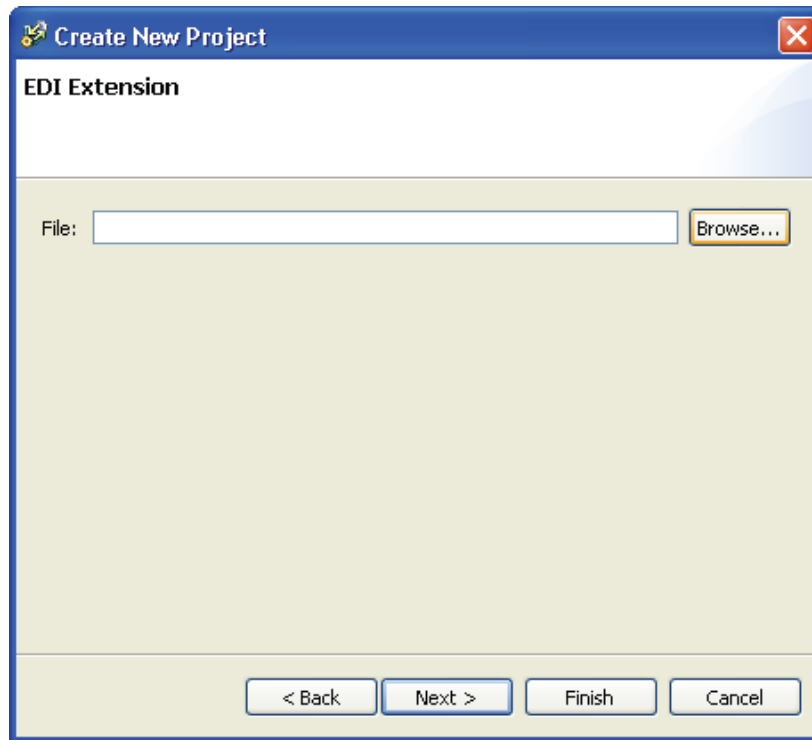 Create New Project
EDI Extension
File:
Browse...
< Back
Next >
Finish
Cancel